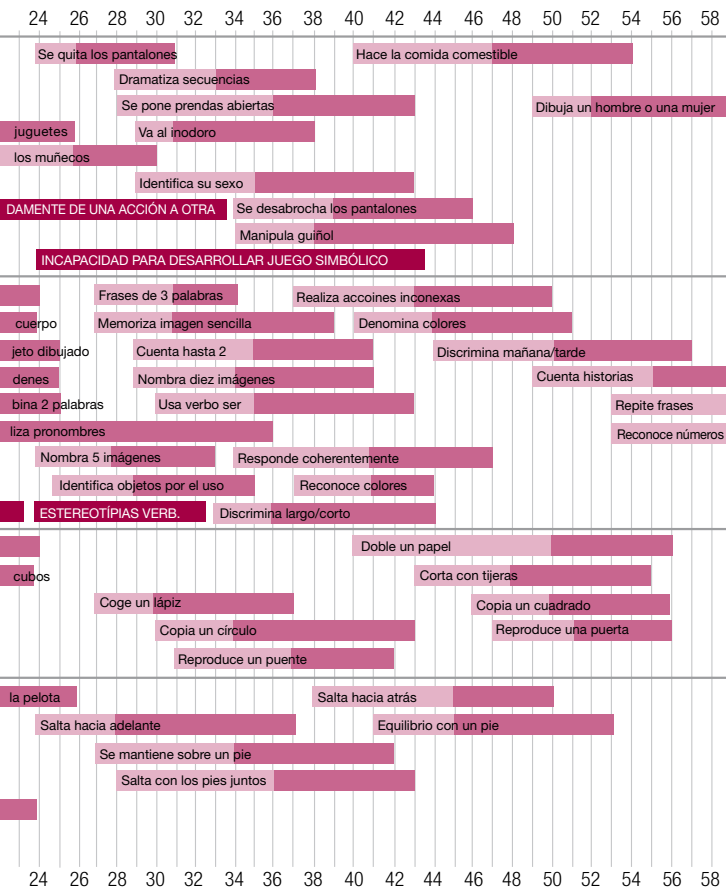 24 26 28 30 32 34 36 38 40 42 44 46 48 50 52 54 56 58
Se quita los pantalones
Hace la comida comestible
Dramatiza secuencias
Se pone prendas abiertas
Dibuja un hombre o una mujer
juguetes
Va al inodoro
los muñecos
Identifica su sexo
DAMENTE DE UNA ACCIÓN A OTRA
Se desabrocha los pantalones
Manipula guiñol
INCAPACIDAD PARA DESARROLLAR JUEGO SIMBÓLICO
Frases de 3 palabras
Realiza accoines inconexas
cuerpo
Memoriza imagen sencilla
Denomina colores
jeto dibujado
Cuenta hasta 2
Discrimina mañana/tarde
denes
Nombra diez imágenes
Cuenta historias
bina 2 palabras
Usa verbo ser
Repite frases
liza pronombres
Reconoce números
Nombra 5 imágenes
Responde coherentemente
Identifica objetos por el uso
Reconoce colores
ESTEREOTÍPIAS VERB.
Discrimina largo/corto
Doble un papel
cubos
Corta con tijeras
Coge un lápiz
Copia un cuadrado
Copia un círculo
Reproduce una puerta
Reproduce un puente
la pelota
Salta hacia atrás
Salta hacia adelante
Equilibrio con un pie
Se mantiene sobre un pie
Salta con los pies juntos
24 26 28 30 32 34 36 38 40 42 44 46 48 50 52 54 56 58